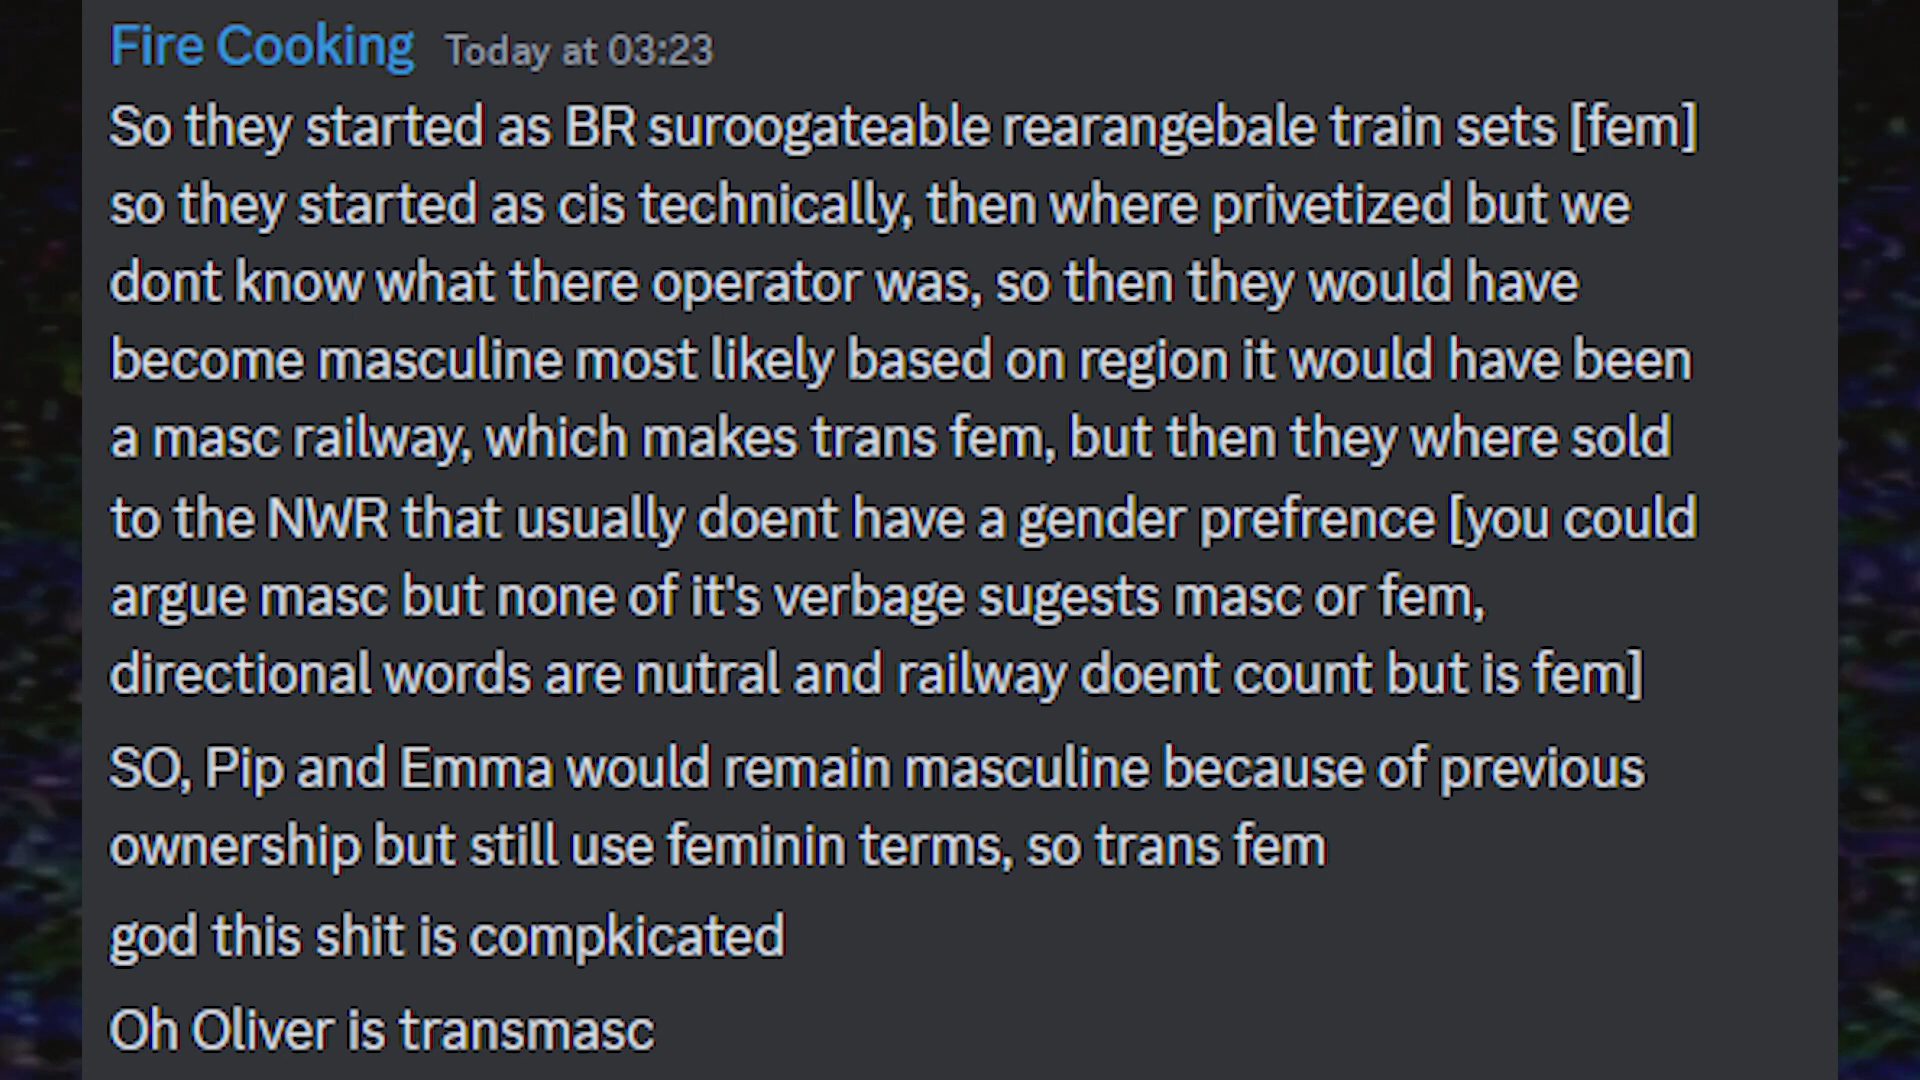 Fire Cooking Today at 03:23
So they started as BR suroogateable rearangebale train sets [fem]
so they started as cis technically, then where privetized but we
dont know what there operator was, so then they would have
become masculine most likely based on region it would have been
a masc railway, which makes trans fem, but then they where sold
to the NWR that usually doent have a gender prefrence [you could
argue masc but none of it's verbage sugests masc or fem,
directional words are nutral and railway doent count but is fem]
SO, Pip and Emma would remain masculine because of previous
ownership but still use feminin terms, so trans fem
god this shit is compkicated
Oh Oliver is transmasc